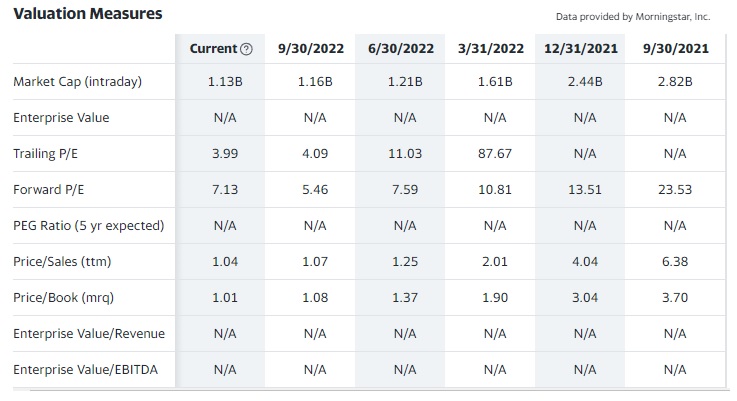 Valuation Measures
Data provided by Morningstar, Inc.
Current ? 9/30/2022 6/30/2022 3/31/2022 12/31/2021 9/30/2021
Market Cap (intraday) 1.13B 1.16B 1.21B 1.61B 2.44B 2.82B
Enterprise Value N/A N/A N/A N/A N/A N/A
Trailing P/E 3.99 4.09 11.03 87.67 N/A N/A
Forward P/E 7.13 5.46 7.59 10.81 13.51 23.53
PEG Ratio (5 yr expected) N/A N/A N/A N/A N/A N/A
Price/Sales (ttm) 1.04 1.07 1.25 2.01 4.04 6.38
Price/Book (mrq) 1.01 1.08 1.37 1.90 3.04 3.70
Enterprise Value/Revenue N/A N/A N/A N/A N/A N/A
Enterprise Value/EBITDA N/A N/A N/A N/A N/A N/A